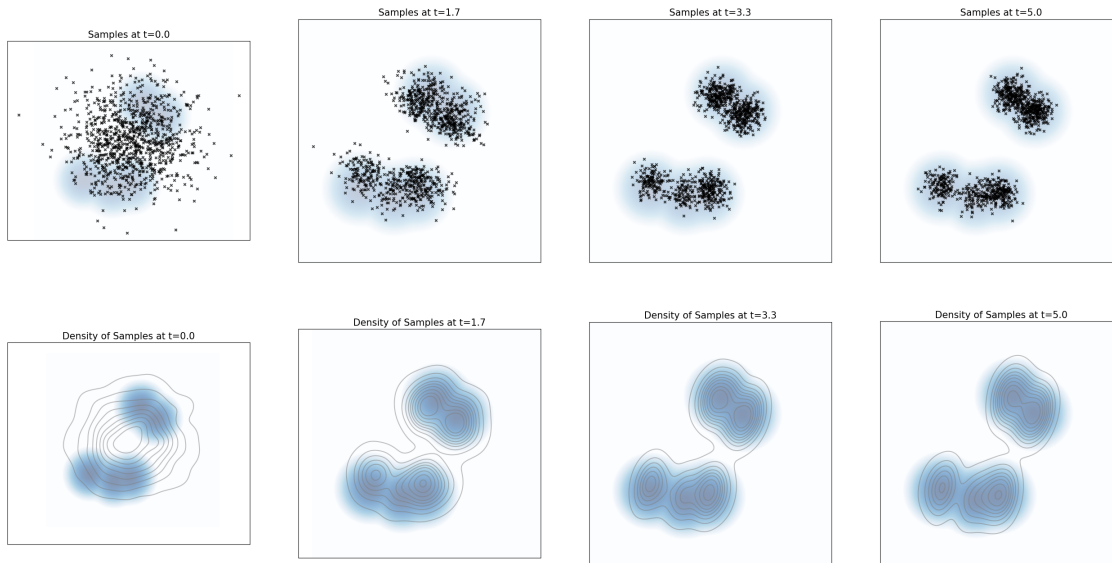 Samples at t=0.0
Samples at t=1.7
Samples at t=3.3
Samples at t=5.0
Density of Samples at t=0.0
Density of Samples at t=1.7
Density of Samples at t=3.3
Density of Samples at t=5.0